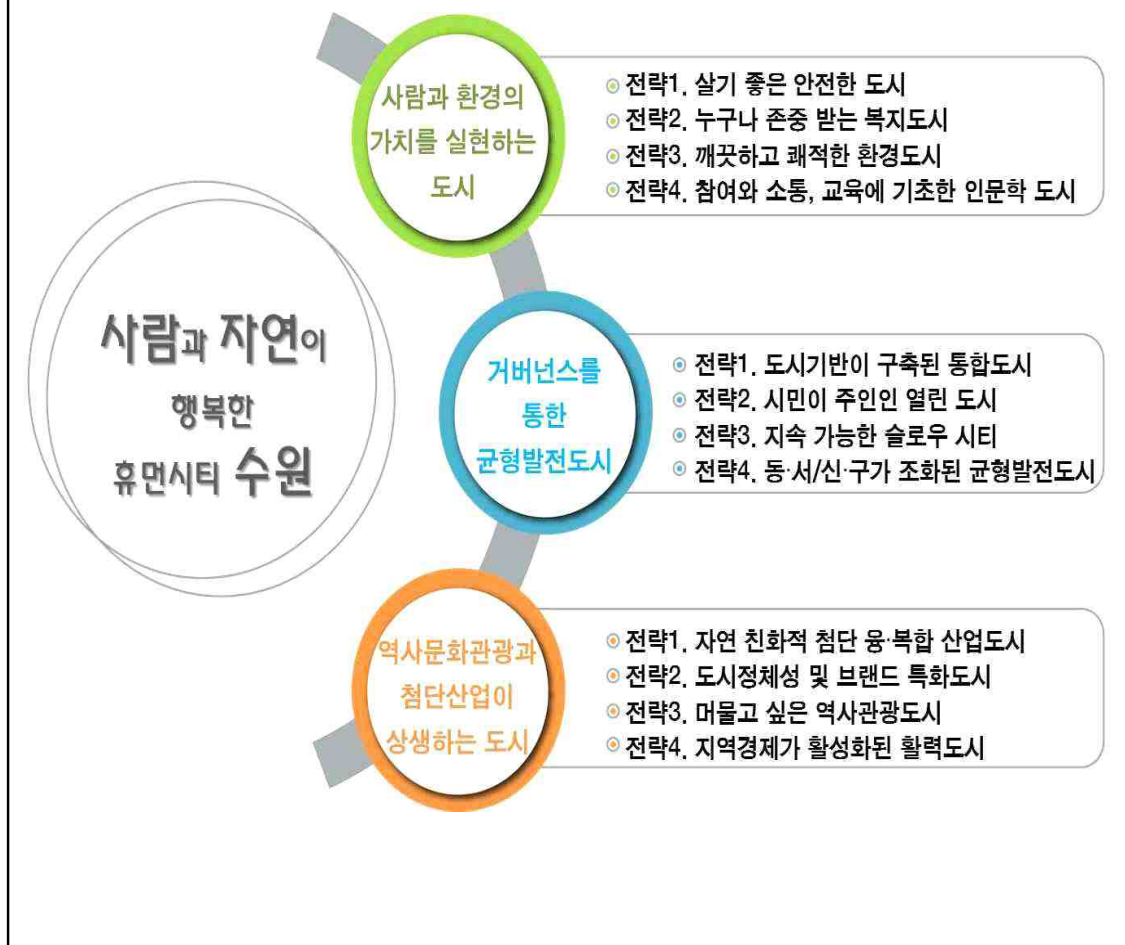 사람과 자연이
행복한
휴먼시티 수원
사람과 환경의
가치를 실현하는
도시
전략1. 살기 좋은 안전한 도시
전략2. 누구나 존중 받는 복지도시
전략3. 깨끗하고 쾌적한 환경도시
전략4. 참여와 소통, 교육에 기초한 인문학 도시
거버넌스를
통한
균형발전도시
전략1. 도시기반이 구축된 통합도시
전략2. 시민이 주인인 열린 도시
전략3. 지속 가능한 슬로우 시티
전략4. 동·서/신·구가 조화된 균형발전도시
역사문화관광과
첨단산업이
상생하는 도시
전략1. 자연 친화적 첨단 융·복합 산업도시
전략2. 도시정체성 및 브랜드 특화도시
전략3. 머물고 싶은 역사관광도시
전략4. 지역경제가 활성화된 활력도시